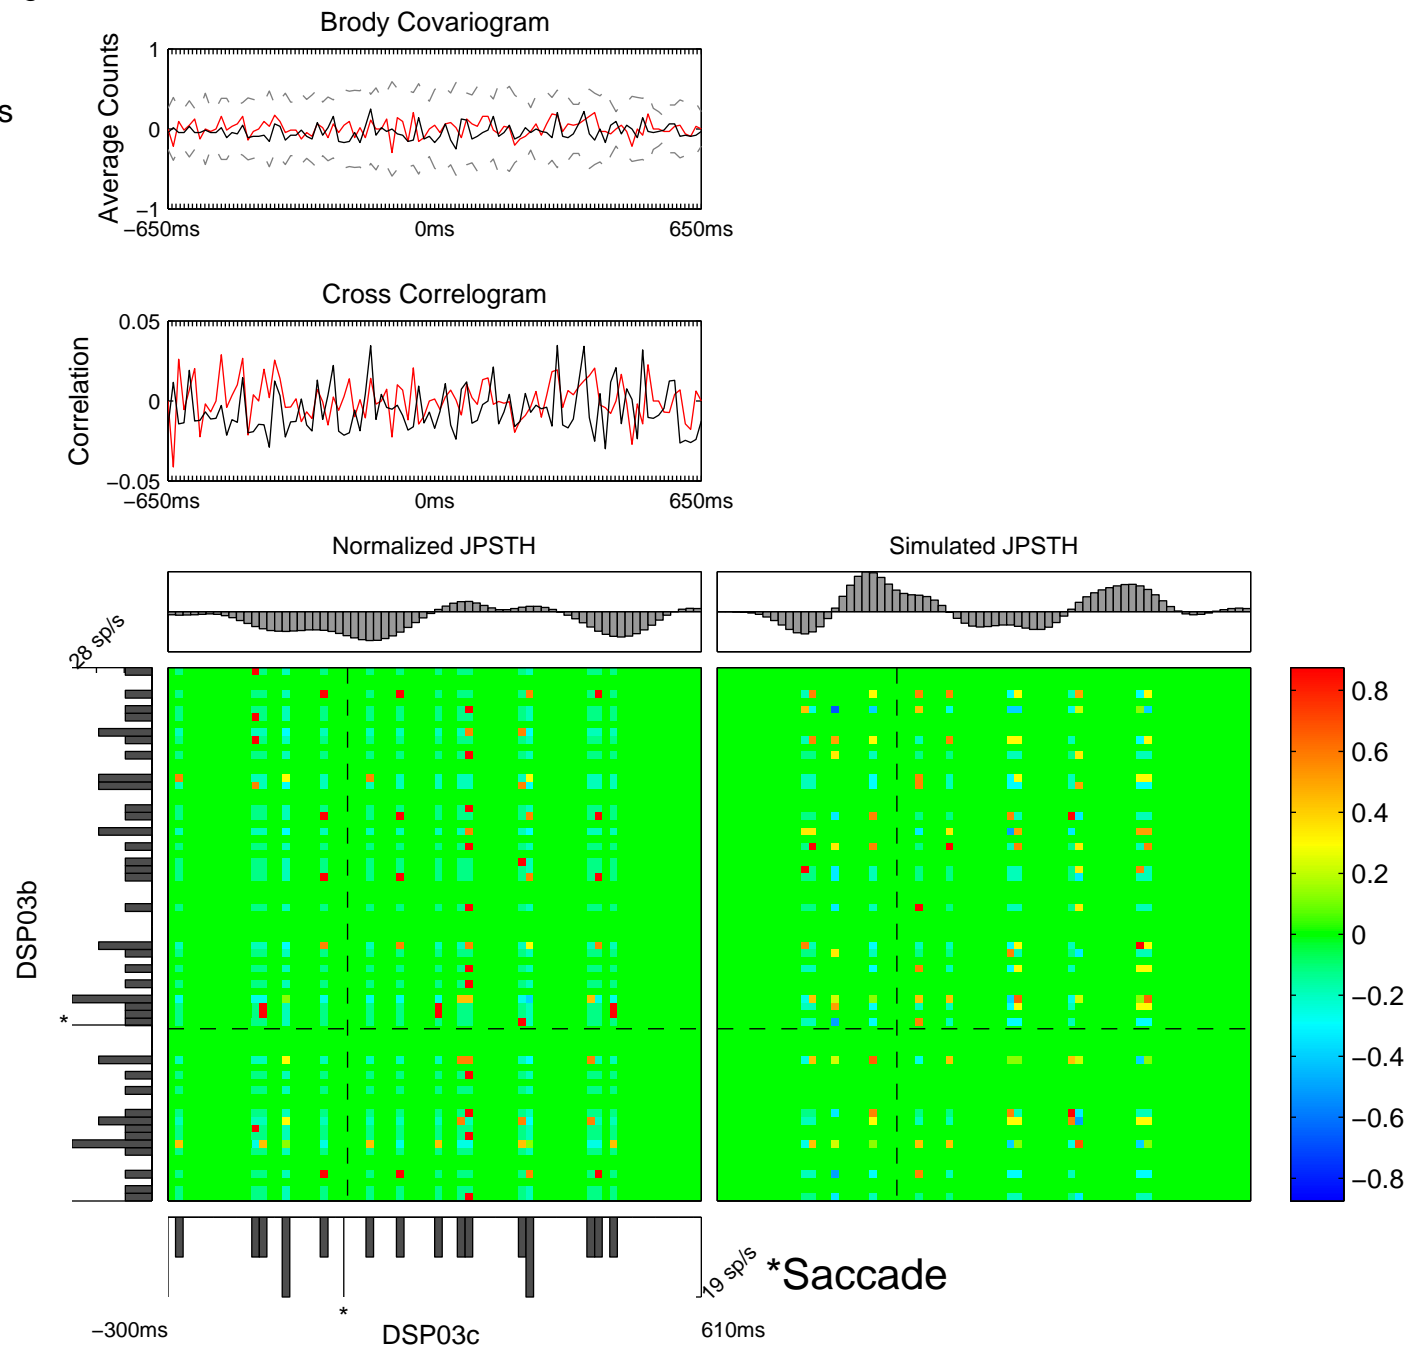 Brody Covariogram
Average Counts
1
0
−1
−650ms
0ms
650ms
s
Cross Correlogram
Correlation
0.05
0
−0.05
−650ms
0ms
650ms
Normalized JPSTH
Simulated JPSTH
28 sp/s
DSP03b
*
0.8
0.6
0.4
0.2
0
−0.2
−0.4
−0.6
−0.8
19 sp/s
*Saccade
*
−300ms
DSP03c
610ms